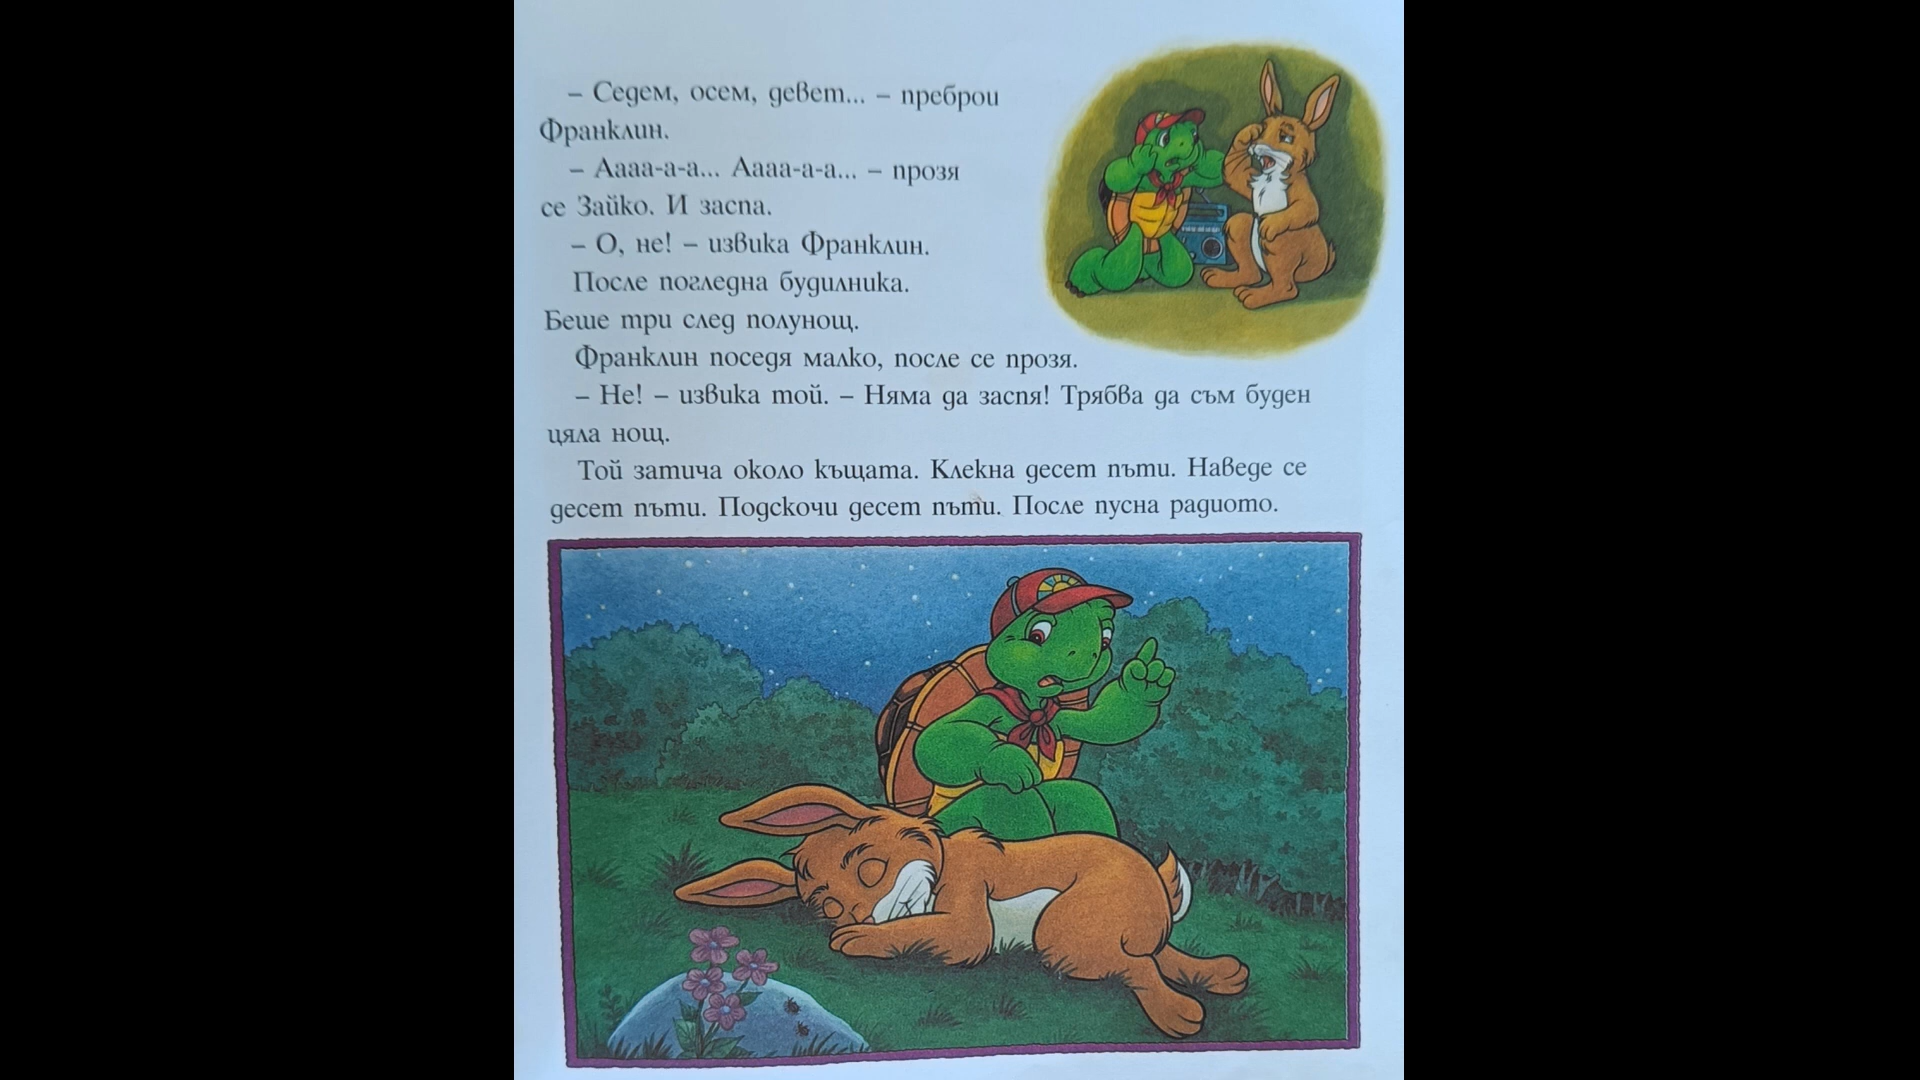 – Седем, осем, девет... – преброи
Франклин.
– Аааа-а-а... Аааа-а-а... – прозя
се Зайко. И заспа.
– О, не! – извика Франклин.
После погледна будилника.
Беше три след полунощ.
Франклин поседя малко, после се прозя.
– Не! – извика той. – Няма да заспя! Трябва да съм буден
цяла нощ.
Той затича около къщата. Клекна десет пъти. Наведе се
десет пъти. Подскочи десет пъти. После пусна радиото.